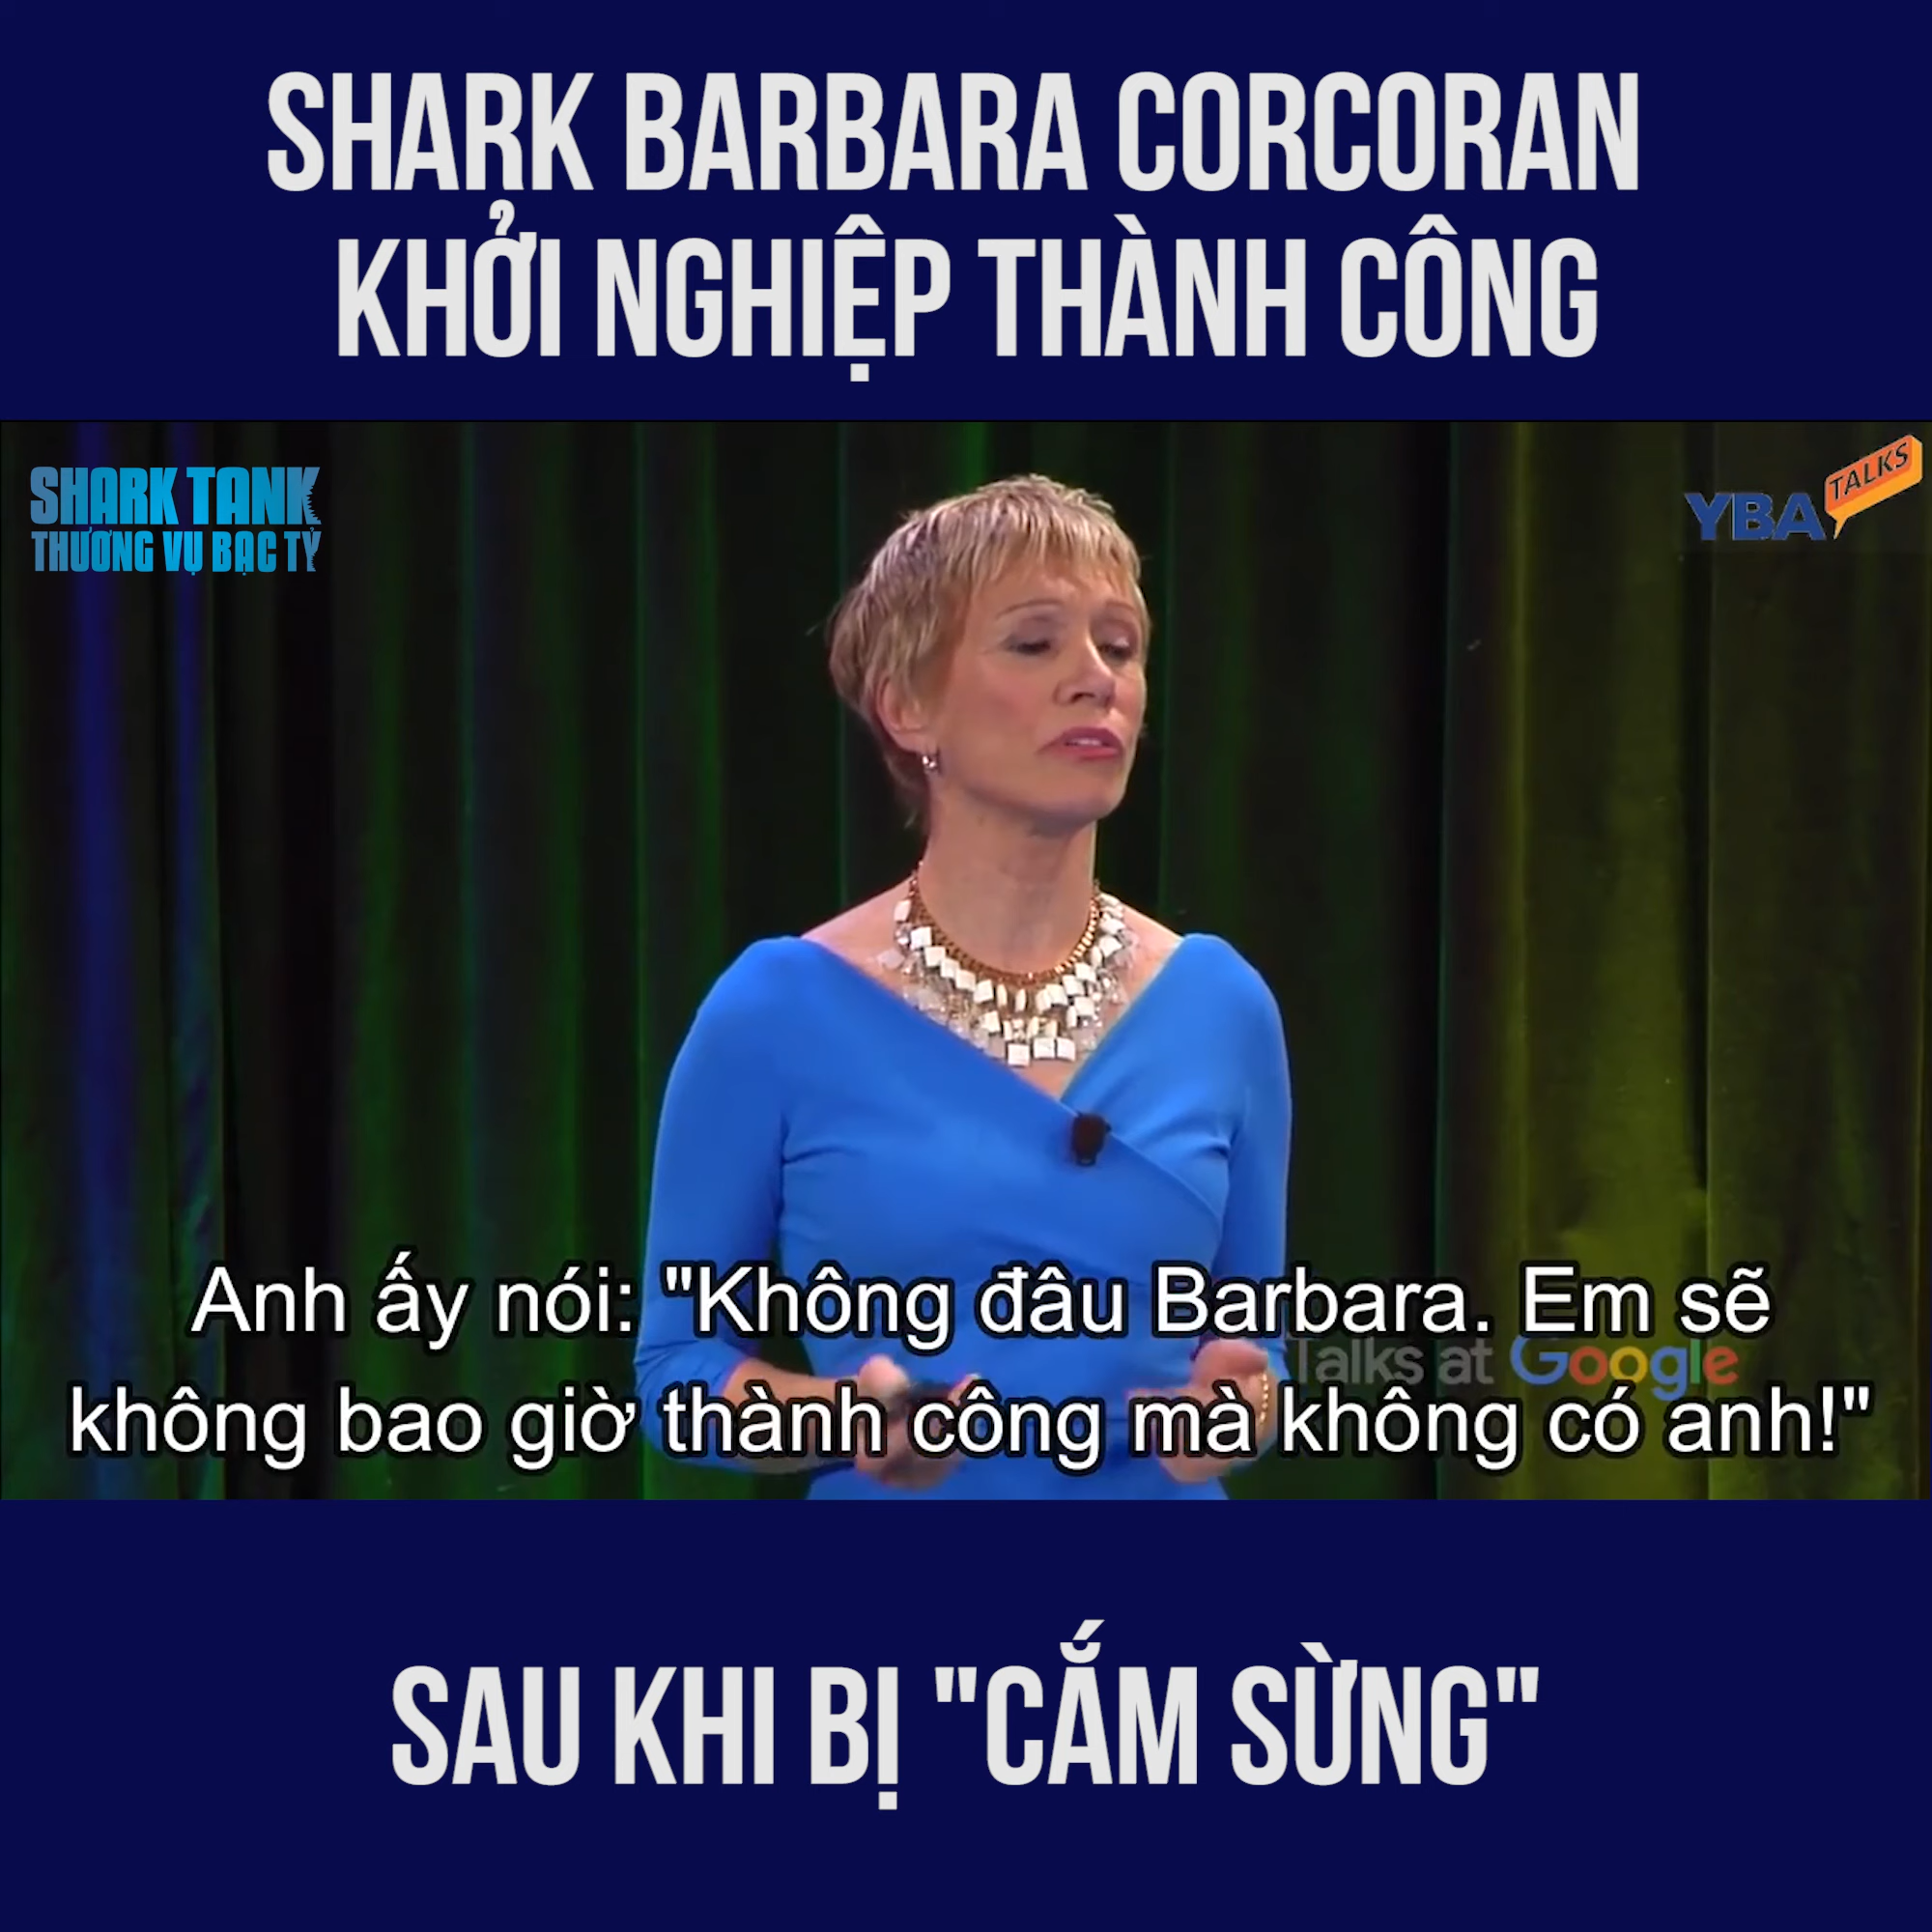 SHARK BARBARA CORCORAN
KHỞI NGHIỆP THÀNH CÔNG
SHARK TANK
THƯƠNG VỤ BẠC TỶ
YBA TALKS
Anh ấy nói: "Không đâu Barbara. Em sẽ
không bao giờ thành công mà không có anh!"
Talks at Google
SAU KHI BỊ "CẮM SỪNG"